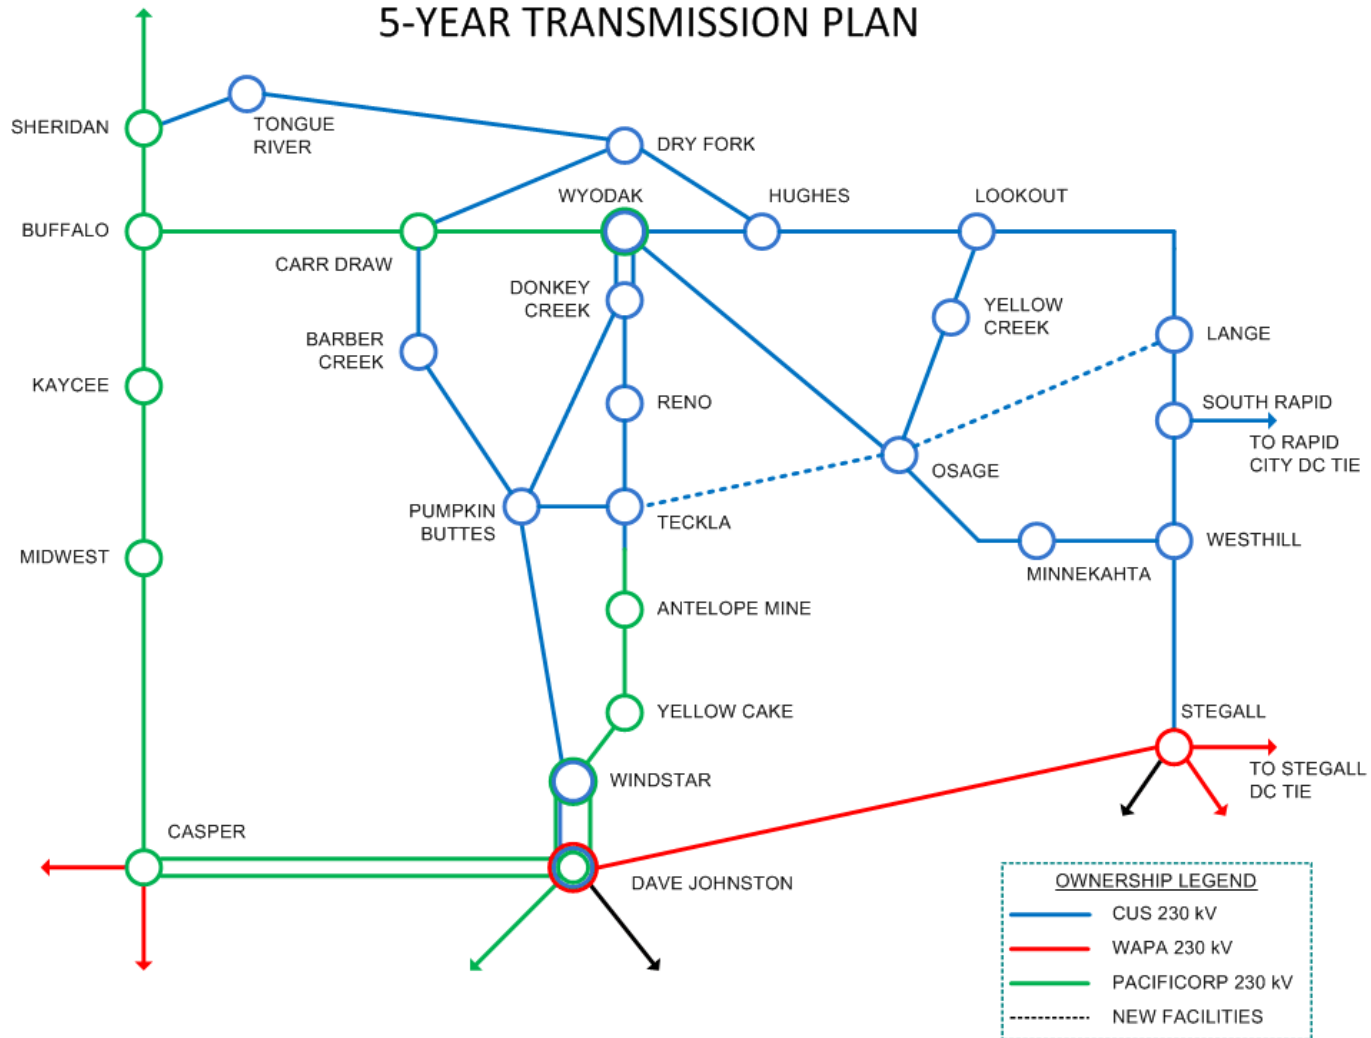 5-YEAR TRANSMISSION PLAN
SHERIDAN
TONGUE
RIVER
DRY FORK
WYODAK
HUGHES
LOOKOUT
BUFFALO
CARR DRAW
DONKEY
CREEK
YELLOW
CREEK
BARBER
CREEK
LANGE
KAYCEE
RENO
SOUTH RAPID
TO RAPID
CITY DC TIE
OSAGE
PUMPKIN
BUTTES
TECKLA
WESTHILL
MIDWEST
MINNEKAHTA
ANTELOPE MINE
YELLOW CAKE
STEGALL
WINDSTAR
TO STEGALL
DC TIE
CASPER
DAVE JOHNSTON
OWNERSHIP LEGEND
CUS 230 kV
WAPA 230 kV
PACIFICORP 230 kV
NEW FACILITIES